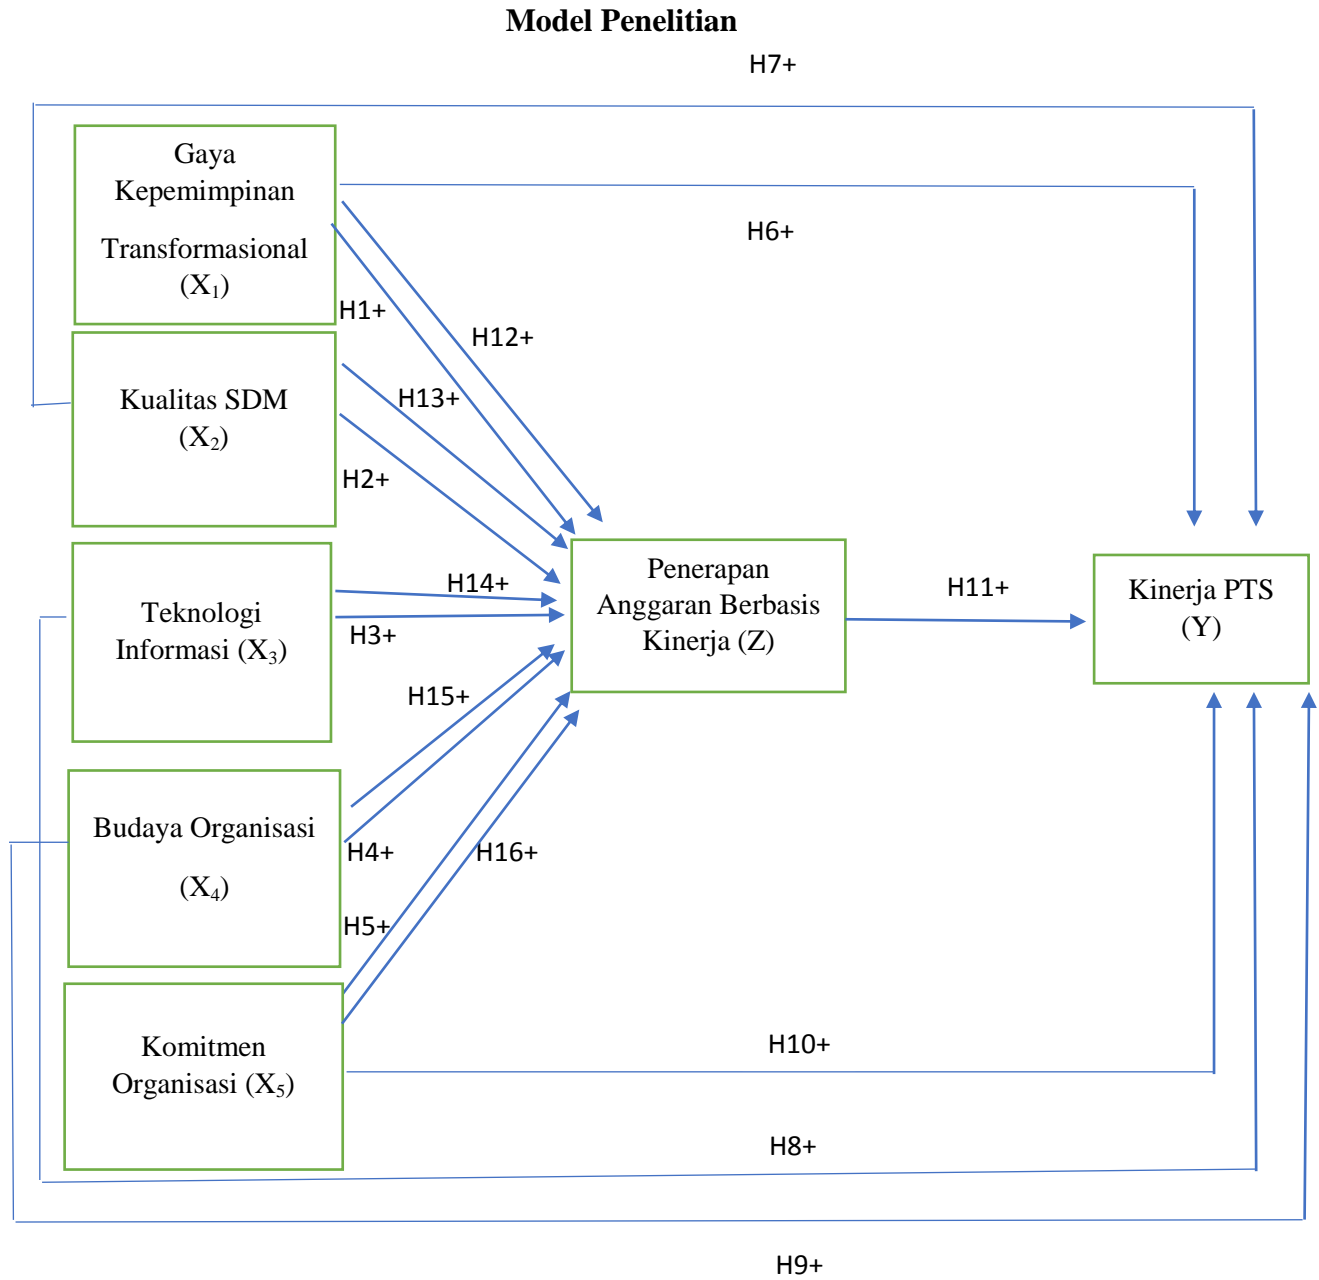 Model Penelitian
H7+
Gaya
Kepemimpinan
Transformasional
(X₁)
H6+
H1+
H12+
Kualitas SDM
(X₂)
H13+
H2+
Teknologi
Informasi (X₃)
H14+
H3+
Penerapan
Anggaran Berbasis
Kinerja (Z)
H11+
Kinerja PTS
(Y)
H15+
Budaya Organisasi
(X₄)
H4+
H16+
H5+
Komitmen
Organisasi (X₅)
H10+
H8+
H9+